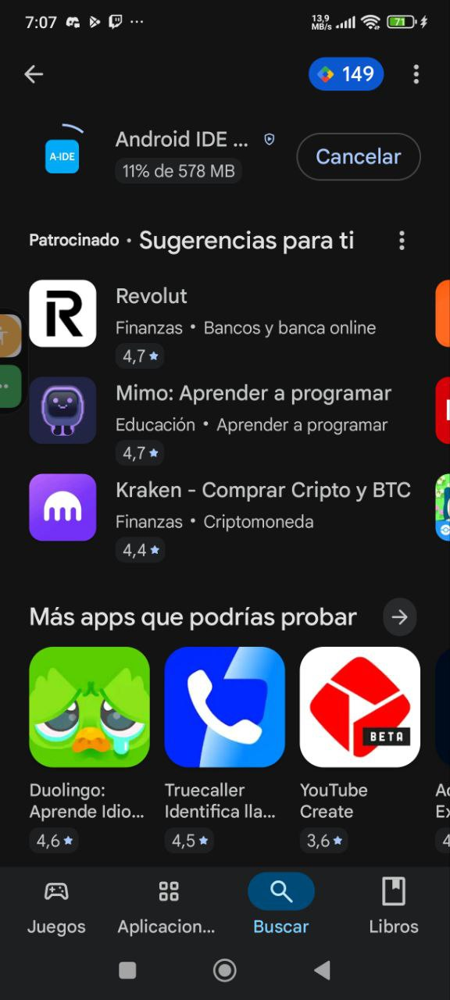 7:07
13,9
MB/s
71
149
A-IDE
Android IDE ...
11% de 578 MB
Cancelar
Patrocinado • Sugerencias para ti
Revolut
Finanzas • Bancos y banca online
4,7
Mimo: Aprender a programar
Educación • Aprender a programar
4,7
Kraken - Comprar Cripto y BTC
Finanzas • Criptomoneda
4,4
Más apps que podrías probar
BETA
Duolingo:
Aprende Idio...
4,6
Truecaller
Identifica lla...
4,5
YouTube
Create
3,6
Juegos
Aplicacion...
Buscar
Libros